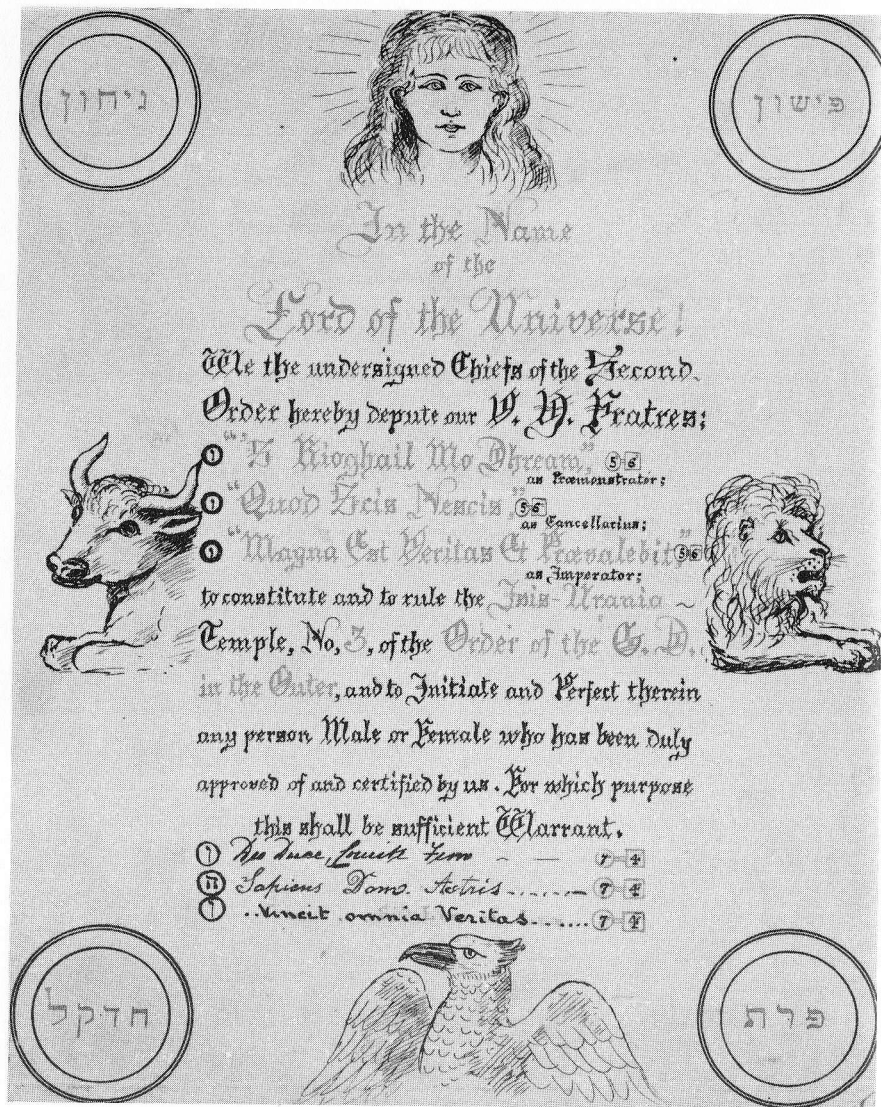 ניחון
פישון
In the Name
of the
Lord of the Universe!
We the undersigned Chiefs of the Second
Order hereby depute our V. H. Fratres:
ו "'S Rioghail Mo Dhream", 5 6
as Præmonstrator;
ו "Quod Scis Nescis," 5 6
as Cancellarius;
ו "Magna Est Veritas Et Prævalebit," 5 6
as Imperator;
to constitute and to rule the Isis-Urania ~
Temple, No, 3, of the Order of the G. D.
in the Outer, and to Initiate and Perfect therein
any person Male or Female who has been duly
approved of and certified by us. For which purpose
this shall be sufficient Warrant.
ו Deo Duce, Comite Ferro ~ — 7-4
ה Sapiens Dom. Astris......- 7-4
ו ..Vincit omnia Veritas..... 7-4
חדקל
פרת